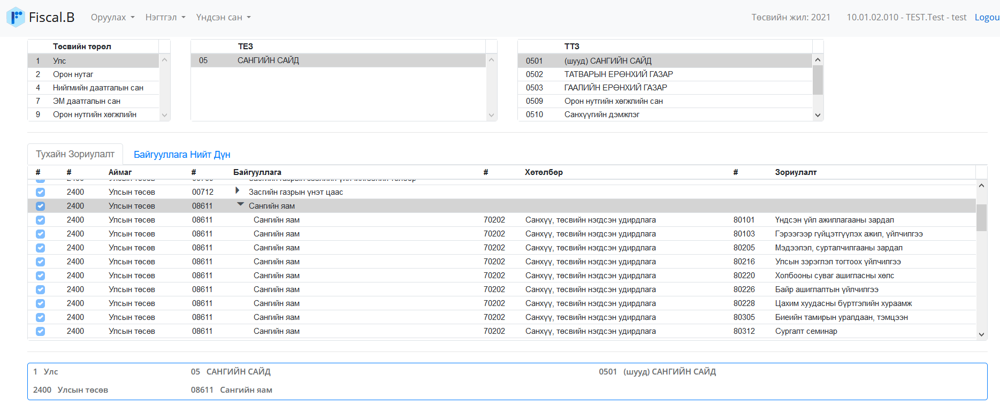 Fiscal.B Оруулах Нэгтгэл Үндсэн сан Төсвийн жил: 2021 10.01.02.010 - TEST.Test - test Logou
Төсвийн төрөл
1 Улс
2 Орон нутаг
4 Нийгмийн даатгалын сан
7 ЭМ даатгалын сан
9 Орон нутгийн хөгжлийн
ТЕЗ
05 САНГИЙН САЙД
ТТЗ
0501 (шууд) САНГИЙН САЙД
0502 ТАТВАРЫН ЕРӨНХИЙ ГАЗАР
0503 ГААЛИЙН ЕРӨНХИЙ ГАЗАР
0509 Орон нутгийн хөгжлийн сан
0510 Санхүүгийн дэмжлэг
Тухайн Зориулалт Байгууллага Нийт Дүн
# # Аймаг # Байгууллага # Хөтөлбөр # Зориулалт
2400 Улсын төсөв 00712 Засгийн газрын үнэт цаас
2400 Улсын төсөв 08611 Сангийн яам
2400 Улсын төсөв 08611 Сангийн яам 70202 Санхүү, төсвийн нэгдсэн удирдлага 80101 Үндсэн үйл ажиллагааны зардал
2400 Улсын төсөв 08611 Сангийн яам 70202 Санхүү, төсвийн нэгдсэн удирдлага 80103 Гэрээгээр гүйцэтгүүлэх ажил, үйлчилгээ
2400 Улсын төсөв 08611 Сангийн яам 70202 Санхүү, төсвийн нэгдсэн удирдлага 80205 Мэдээлэл, сурталчилгааны зардал
2400 Улсын төсөв 08611 Сангийн яам 70202 Санхүү, төсвийн нэгдсэн удирдлага 80216 Улсын зэрэглэл тогтоох үйлчилгээ
2400 Улсын төсөв 08611 Сангийн яам 70202 Санхүү, төсвийн нэгдсэн удирдлага 80220 Холбооны суваг ашигласны хөлс
2400 Улсын төсөв 08611 Сангийн яам 70202 Санхүү, төсвийн нэгдсэн удирдлага 80226 Байр ашиглалтын үйлчилгээ
2400 Улсын төсөв 08611 Сангийн яам 70202 Санхүү, төсвийн нэгдсэн удирдлага 80228 Цахим хуудасны бүртгэлийн хураамж
2400 Улсын төсөв 08611 Сангийн яам 70202 Санхүү, төсвийн нэгдсэн удирдлага 80305 Биеийн тамирын уралдаан, тэмцээн
2400 Улсын төсөв 08611 Сангийн яам 70202 Санхүү, төсвийн нэгдсэн удирдлага 80312 Сургалт семинар
1 Улс 05 САНГИЙН САЙД 0501 (шууд) САНГИЙН САЙД
2400 Улсын төсөв 08611 Сангийн яам